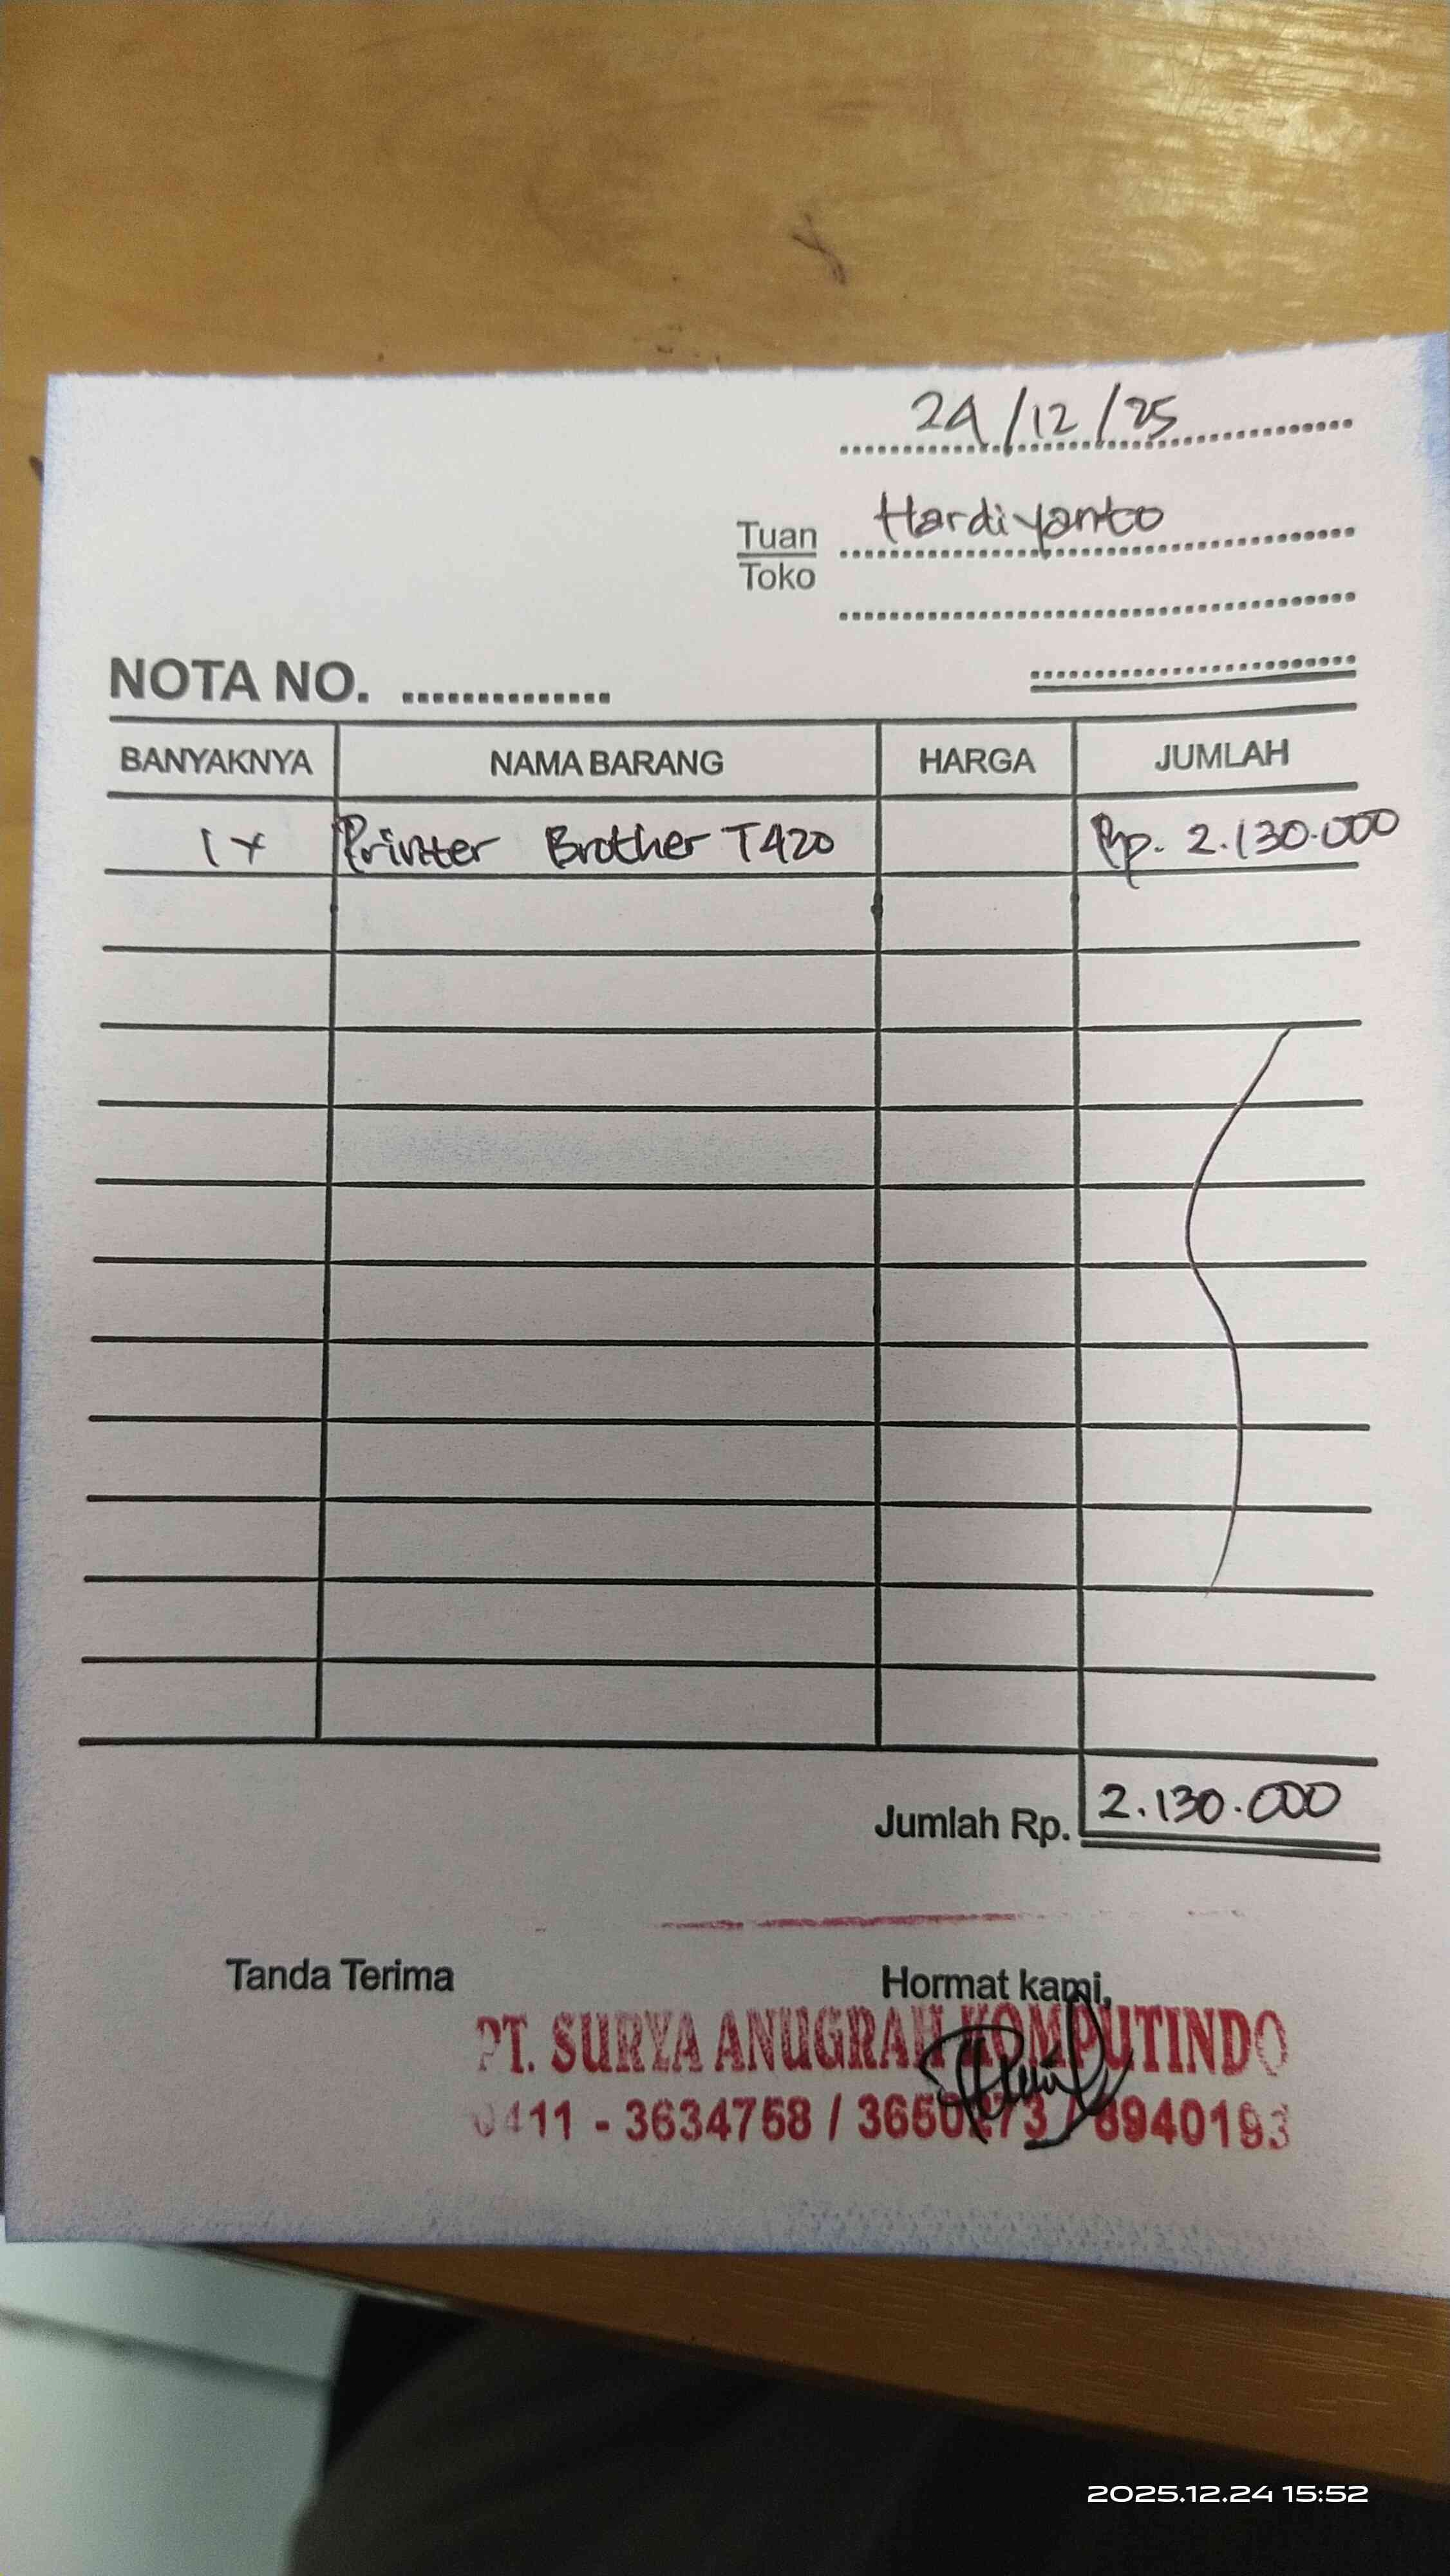 24/12/25
Tuan Hardiyanto
Toko
NOTA NO. ..............
BANYAKNYA NAMA BARANG HARGA JUMLAH
1x Printer Brother T420 Rp. 2.130.000
Jumlah Rp. 2.130.000
Tanda Terima Hormat kami,
PT. SURYA ANUGRAH KOMPUTINDO
0411 - 3634758 / 3650273 / 8940193
2025.12.24 15:52